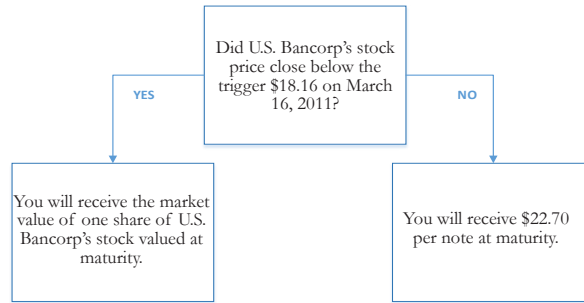 Did U.S. Bancorp's stock
price close below the
trigger $18.16 on March
16, 2011?
YES
NO
You will receive the market
value of one share of U.S.
Bancorp's stock valued at
maturity.
You will receive $22.70
per note at maturity.